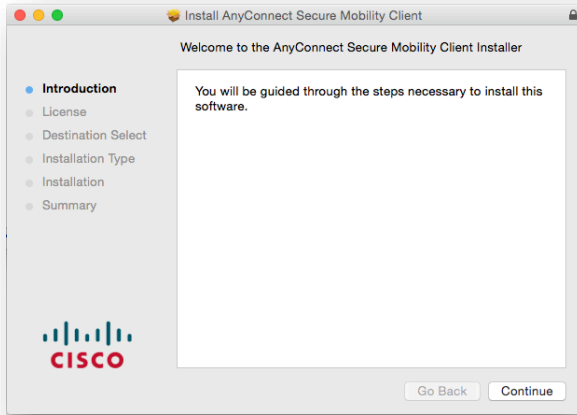 Install AnyConnect Secure Mobility Client
Welcome to the AnyConnect Secure Mobility Client Installer
Introduction
License
Destination Select
Installation Type
Installation
Summary
You will be guided through the steps necessary to install this
software.
CISCO
Go Back
Continue